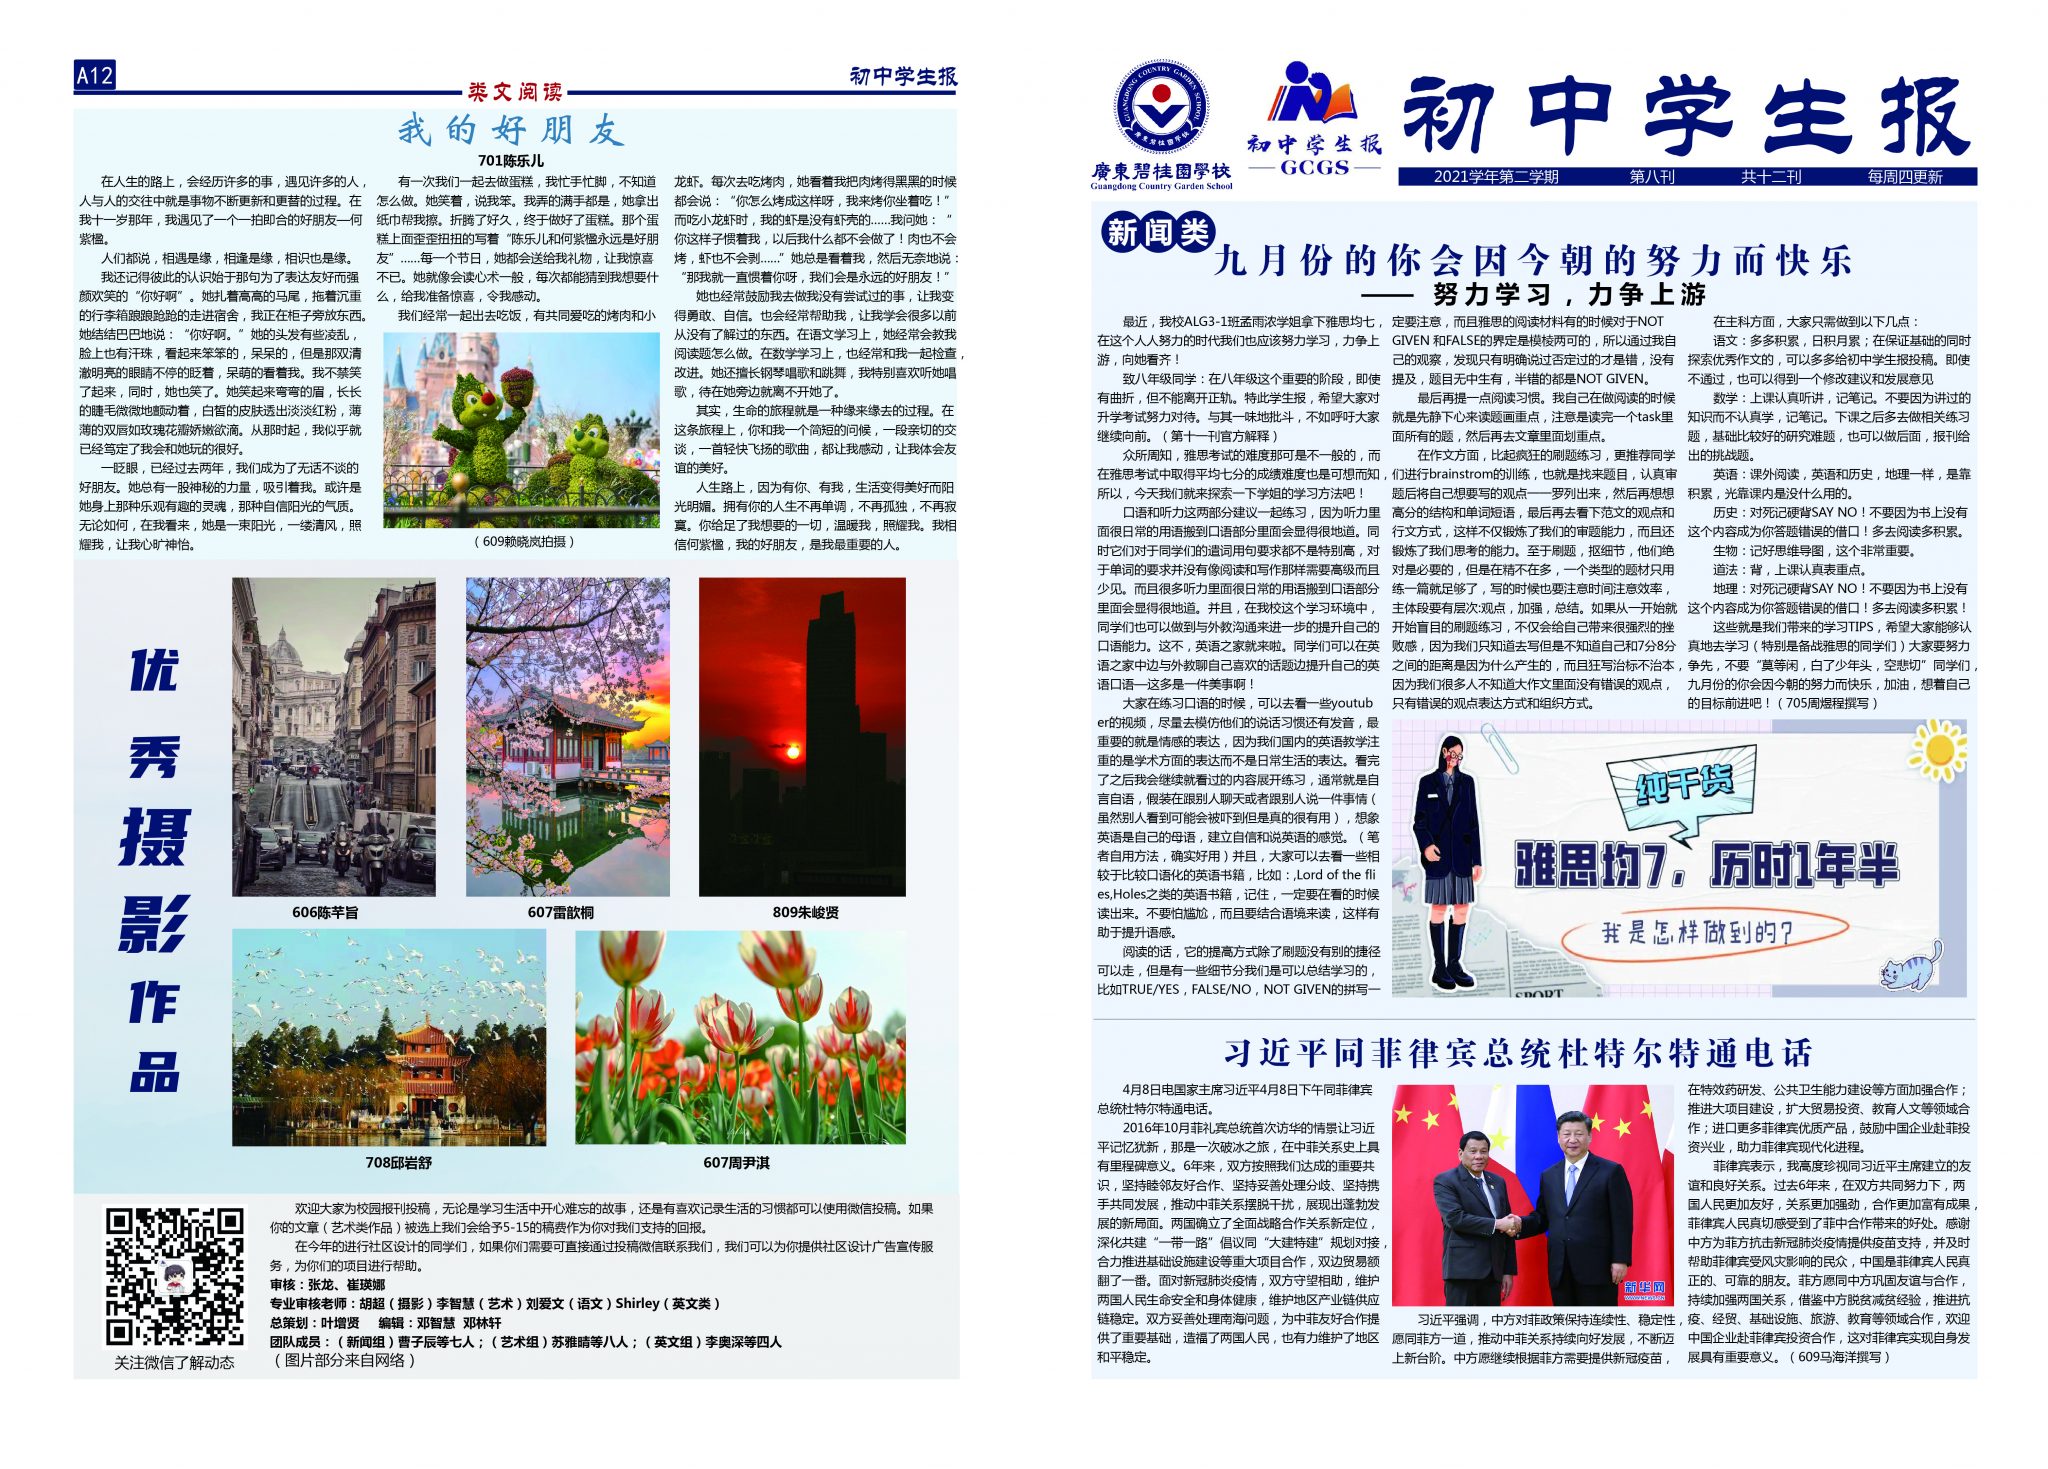 A12
初中学生报
类文阅读
我的好朋友
701陈乐儿
在人生的路上，会经历许多的事，遇见许多的人，
人与人的交往中就是事物不断更新和更替的过程。在
我十一岁那年，我遇见了一个一拍即合的好朋友—何
紫楹。
人们都说，相遇是缘，相逢是缘，相识也是缘。
我还记得彼此的认识始于那句为了表达友好而强
颜欢笑的“你好啊”。她扎着高高的马尾，拖着沉重
的行李箱踉踉跄跄的走进宿舍，我正在柜子旁放东西。
她结结巴巴地说：“你好啊。”她的头发有些凌乱，
脸上也有汗珠，看起来笨笨的，呆呆的，但是那双清
澈明亮的眼睛不停的眨着，呆萌的看着我。我不禁笑
了起来，同时，她也笑了。她笑起来弯弯的眉，长长
的睫毛微微地颤动着，白皙的皮肤透出淡淡红粉，薄
薄的双唇如玫瑰花瓣娇嫩欲滴。从那时起，我似乎就
已经笃定了我会和她玩的很好。
一眨眼，已经过去两年，我们成为了无话不谈的
好朋友。她总有一股神秘的力量，吸引着我。或许是
她身上那种乐观有趣的灵魂，那种自信阳光的气质。
无论如何，在我看来，她是一束阳光，一缕清风，照
耀我，让我心旷神怡。
有一次我们一起去做蛋糕，我忙手忙脚，不知道
怎么做。她笑着，说我笨。我弄的满手都是，她拿出
纸巾帮我擦。折腾了好久，终于做好了蛋糕。那个蛋
糕上面歪歪扭扭的写着“陈乐儿和何紫楹永远是好朋
友”......每一个节日，她都会送给我礼物，让我惊喜
不已。她就像会读心术一般，每次都能猜到我想要什
么，给我准备惊喜，令我感动。
我们经常一起出去吃饭，有共同爱吃的烤肉和小
（609赖晓岚拍摄）
龙虾。每次去吃烤肉，她看着我把肉烤得黑黑的时候
都会说：“你怎么烤成这样呀，我来烤你坐着吃！”
而吃小龙虾时，我的虾是没有虾壳的......我问她：“
你这样子惯着我，以后我什么都不会做了！肉也不会
烤，虾也不会剥......”她总是看着我，然后无奈地说：
“那我就一直惯着你呀，我们会是永远的好朋友！”
她也经常鼓励我去做我没有尝试过的事，让我变
得勇敢、自信。也会经常帮助我，让我学会很多以前
从没有了解过的东西。在语文学习上，她经常会教我
阅读题怎么做。在数学学习上，也经常和我一起检查，
改进。她还擅长钢琴唱歌和跳舞，我特别喜欢听她唱
歌，待在她旁边就离不开她了。
其实，生命的旅程就是一种缘来缘去的过程。在
这条旅程上，你和我一个简短的问候，一段亲切的交
谈，一首轻快飞扬的歌曲，都让我感动，让我体会友
谊的美好。
人生路上，因为有你、有我，生活变得美好而阳
光明媚。拥有你的人生不再单调，不再孤独，不再寂
寞。你给足了我想要的一切，温暖我，照耀我。我相
信何紫楹，我的好朋友，是我最重要的人。
优秀摄影作品
606陈芊旨
607雷歆桐
809朱峻贤
708邱岩舒
607周尹淇
欢迎大家为校园报刊投稿，无论是学习生活中开心难忘的故事，还是有喜欢记录生活的习惯都可以使用微信投稿。如果
你的文章（艺术类作品）被选上我们会给予5-15的稿费作为你对我们支持的回报。
在今年的进行社区设计的同学们，如果你们需要可直接通过投稿微信联系我们，我们可以为你提供社区设计广告宣传服
务，为你们的项目进行帮助。
审核：张龙、崔瑛娜
专业审核老师：胡超（摄影）李智慧（艺术）刘爱文（语文）Shirley（英文类）
总策划：叶增贤 编辑：邓智慧 邓林轩
团队成员：（新闻组）曹子辰等七人；（艺术组）苏雅晴等八人；（英文组）李奥深等四人
（图片部分来自网络）
关注微信了解动态
GUANGDONG COUNTRY GARDEN SCHOOL
廣東碧桂園學校
廣東碧桂園學校
Guangdong Country Garden School
初中学生报
GCGS
初中学生报
2021学年第二学期 第八刊 共十二刊 每周四更新
新闻类
九月份的你会因今朝的努力而快乐
—— 努力学习，力争上游
最近，我校ALG3-1班孟雨浓学姐拿下雅思均七，
在这个人人努力的时代我们也应该努力学习，力争上
游，向她看齐！
致八年级同学：在八年级这个重要的阶段，即使
有曲折，但不能离开正轨。特此学生报，希望大家对
升学考试努力对待。与其一味地批斗，不如呼吁大家
继续向前。（第十一刊官方解释）
众所周知，雅思考试的难度那可是不一般的，而
在雅思考试中取得平均七分的成绩难度也是可想而知，
所以，今天我们就来探索一下学姐的学习方法吧！
口语和听力这两部分建议一起练习，因为听力里
面很日常的用语搬到口语部分里面会显得很地道。同
时它们对于同学们的遣词用句要求都不是特别高，对
于单词的要求并没有像阅读和写作那样需要高级而且
少见。而且很多听力里面很日常的用语搬到口语部分
里面会显得很地道。并且，在我校这个学习环境中，
同学们也可以做到与外教沟通来进一步的提升自己的
口语能力。这不，英语之家就来啦。同学们可以在英
语之家中边与外教聊自己喜欢的话题边提升自己的英
语口语—这多是一件美事啊！
大家在练习口语的时候，可以去看一些youtub
er的视频，尽量去模仿他们的说话习惯还有发音，最
重要的就是情感的表达，因为我们国内的英语教学注
重的是学术方面的表达而不是日常生活的表达。看完
了之后我会继续就看过的内容展开练习，通常就是自
言自语，假装在跟别人聊天或者跟别人说一件事情（
虽然别人看到可能会被吓到但是真的很有用），想象
英语是自己的母语，建立自信和说英语的感觉。（笔
者自用方法，确实好用）并且，大家可以去看一些相
较于比较口语化的英语书籍，比如：,Lord of the fli
es,Holes之类的英语书籍，记住，一定要在看的时候
读出来。不要怕尴尬，而且要结合语境来读，这样有
助于提升语感。
阅读的话，它的提高方式除了刷题没有别的捷径
可以走，但是有一些细节分我们是可以总结学习的，
比如TRUE/YES，FALSE/NO，NOT GIVEN的拼写一
定要注意，而且雅思的阅读材料有的时候对于NOT
GIVEN 和FALSE的界定是模棱两可的，所以通过我自
己的观察，发现只有明确说过否定过的才是错，没有
提及，题目无中生有，半错的都是NOT GIVEN。
最后再提一点阅读习惯。我自己在做阅读的时候
就是先静下心来读题画重点，注意是读完一个task里
面所有的题，然后再去文章里面划重点。
在作文方面，比起疯狂的刷题练习，更推荐同学
们进行brainstrom的训练，也就是找来题目，认真审
题后将自己想要写的观点一一罗列出来，然后再想想
高分的结构和单词短语，最后再去看下范文的观点和
行文方式，这样不仅锻炼了我们的审题能力，而且还
锻炼了我们思考的能力。至于刷题，抠细节，他们绝
对是必要的，但是在精不在多，一个类型的题材只用
练一篇就足够了，写的时候也要注意时间注意效率，
主体段要有层次:观点，加强，总结。如果从一开始就
开始盲目的刷题练习，不仅会给自己带来很强烈的挫
败感，因为我们只知道去写但是不知道自己和7分8分
之间的距离是因为什么产生的，而且狂写治标不治本，
因为我们很多人不知道大作文里面没有错误的观点，
只有错误的观点表达方式和组织方式。
在主科方面，大家只需做到以下几点：
语文：多多积累，日积月累；在保证基础的同时
探索优秀作文的，可以多多给初中学生报投稿。即使
不通过，也可以得到一个修改建议和发展意见
数学：上课认真听讲，记笔记。不要因为讲过的
知识而不认真学，记笔记。下课之后多去做相关练习
题，基础比较好的研究难题，也可以做后面，报刊给
出的挑战题。
英语：课外阅读，英语和历史，地理一样，是靠
积累，光靠课内是没什么用的。
历史：对死记硬背SAY NO！不要因为书上没有
这个内容成为你答题错误的借口！多去阅读多积累。
生物：记好思维导图，这个非常重要。
道法：背，上课认真表重点。
地理：对死记硬背SAY NO！不要因为书上没有
这个内容成为你答题错误的借口！多去阅读多积累！
这些就是我们带来的学习TIPS，希望大家能够认
真地去学习（特别是备战雅思的同学们）大家要努力
争先，不要“莫等闲，白了少年头，空悲切”同学们，
九月份的你会因今朝的努力而快乐，加油，想着自己
的目标前进吧！（705周煜程撰写）
纯干货
雅思均7，历时1年半
我是怎样做到的？
SPORT
习近平同菲律宾总统杜特尔特通电话
4月8日电国家主席习近平4月8日下午同菲律宾
总统杜特尔特通电话。
2016年10月菲礼宾总统首次访华的情景让习近
平记忆犹新，那是一次破冰之旅，在中菲关系史上具
有里程碑意义。6年来，双方按照我们达成的重要共
识，坚持睦邻友好合作、坚持妥善处理分歧、坚持携
手共同发展，推动中菲关系摆脱干扰，展现出蓬勃发
展的新局面。两国确立了全面战略合作关系新定位，
深化共建“一带一路”倡议同“大建特建”规划对接，
合力推进基础设施建设等重大项目合作，双边贸易额
翻了一番。面对新冠肺炎疫情，双方守望相助，维护
两国人民生命安全和身体健康，维护地区产业链供应
链稳定。双方妥善处理南海问题，为中菲友好合作提
供了重要基础，造福了两国人民，也有力维护了地区
和平稳定。
新华网
WWW.NEWS.CN
习近平强调，中方对菲政策保持连续性、稳定性，
愿同菲方一道，推动中菲关系持续向好发展，不断迈
上新台阶。中方愿继续根据菲方需要提供新冠疫苗，
在特效药研发、公共卫生能力建设等方面加强合作；
推进大项目建设，扩大贸易投资、教育人文等领域合
作；进口更多菲律宾优质产品，鼓励中国企业赴菲投
资兴业，助力菲律宾现代化进程。
菲律宾表示，我高度珍视同习近平主席建立的友
谊和良好关系。过去6年来，在双方共同努力下，两
国人民更加友好，关系更加强劲，合作更加富有成果，
菲律宾人民真切感受到了菲中合作带来的好处。感谢
中方为菲方抗击新冠肺炎疫情提供疫苗支持，并及时
帮助菲律宾受风灾影响的民众，中国是菲律宾人民真
正的、可靠的朋友。菲方愿同中方巩固友谊与合作，
持续加强两国关系，借鉴中方脱贫减贫经验，推进抗
疫、经贸、基础设施、旅游、教育等领域合作，欢迎
中国企业赴菲律宾投资合作，这对菲律宾实现自身发
展具有重要意义。（609马海洋撰写）